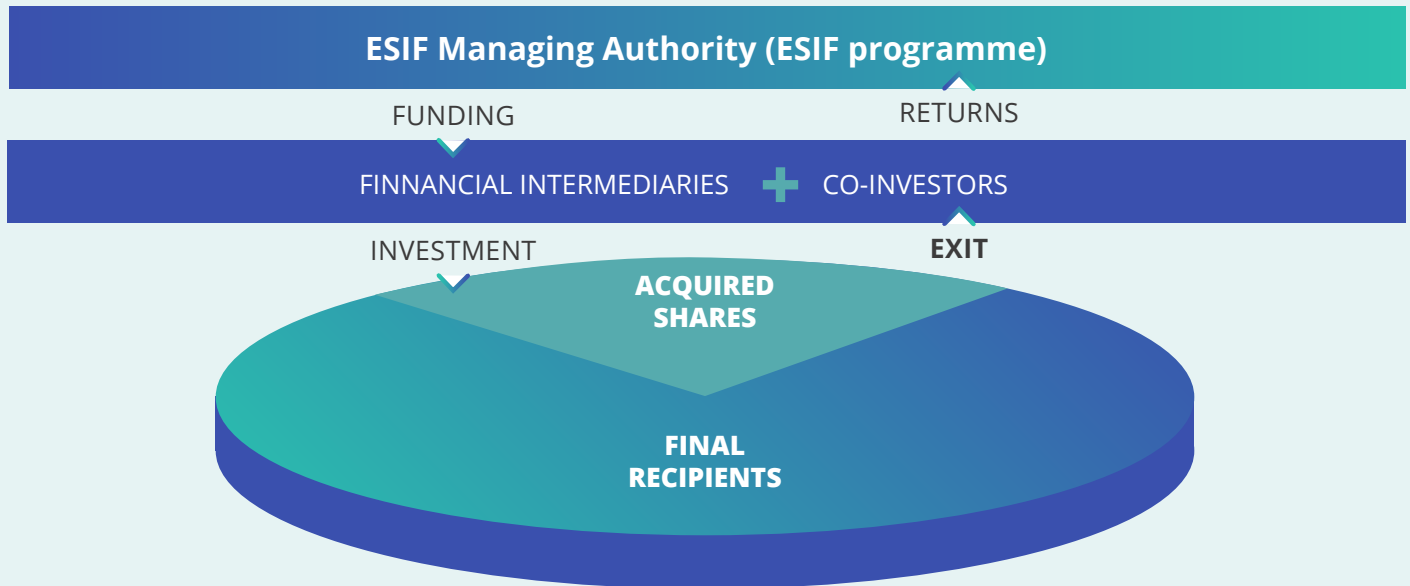 ESIF Managing Authority (ESIF programme)
FUNDING
RETURNS
FINNANCIAL INTERMEDIARIES + CO-INVESTORS
INVESTMENT
EXIT
ACQUIRED
SHARES
FINAL
RECIPIENTS